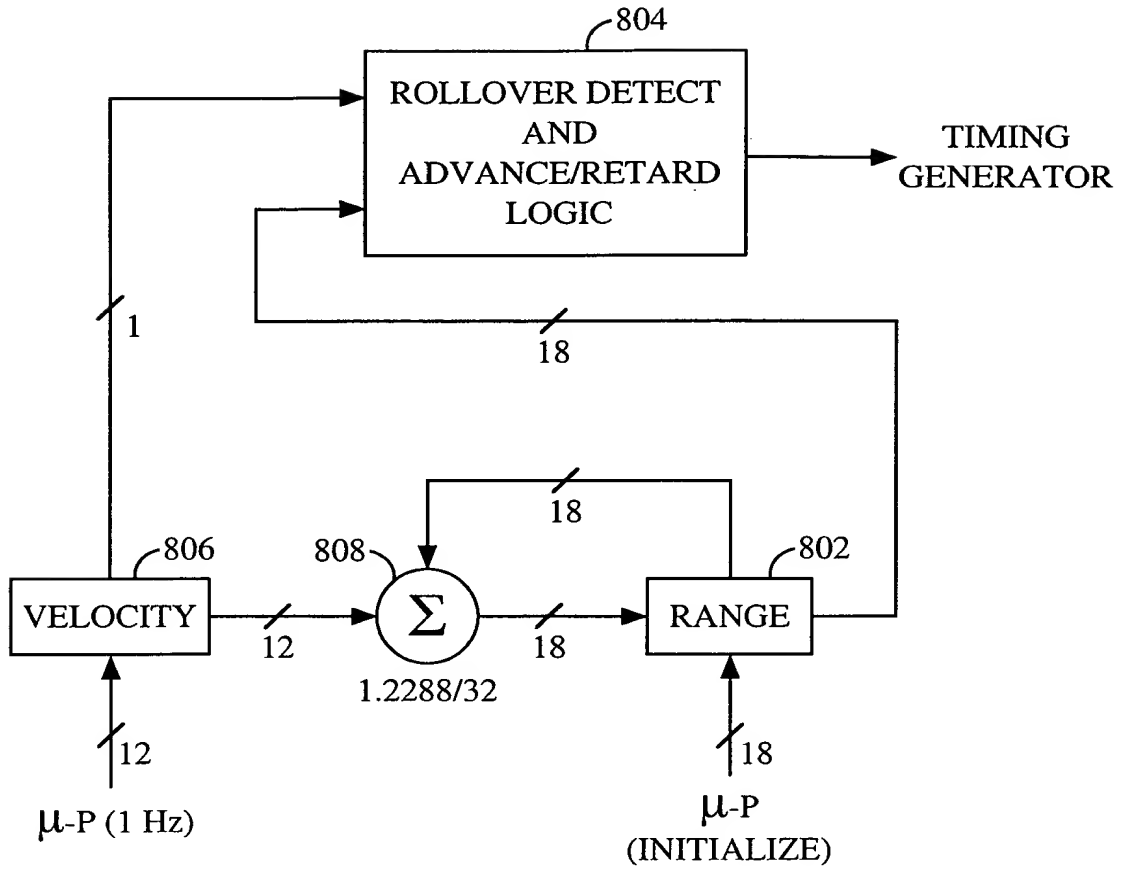 804
ROLLOVER DETECT
AND
ADVANCE/RETARD
LOGIC
TIMING
GENERATOR
1
18
18
806
808
802
VELOCITY
12
Σ
18
RANGE
1.2288/32
12
18
μ-P (1 Hz)
μ-P
(INITIALIZE)